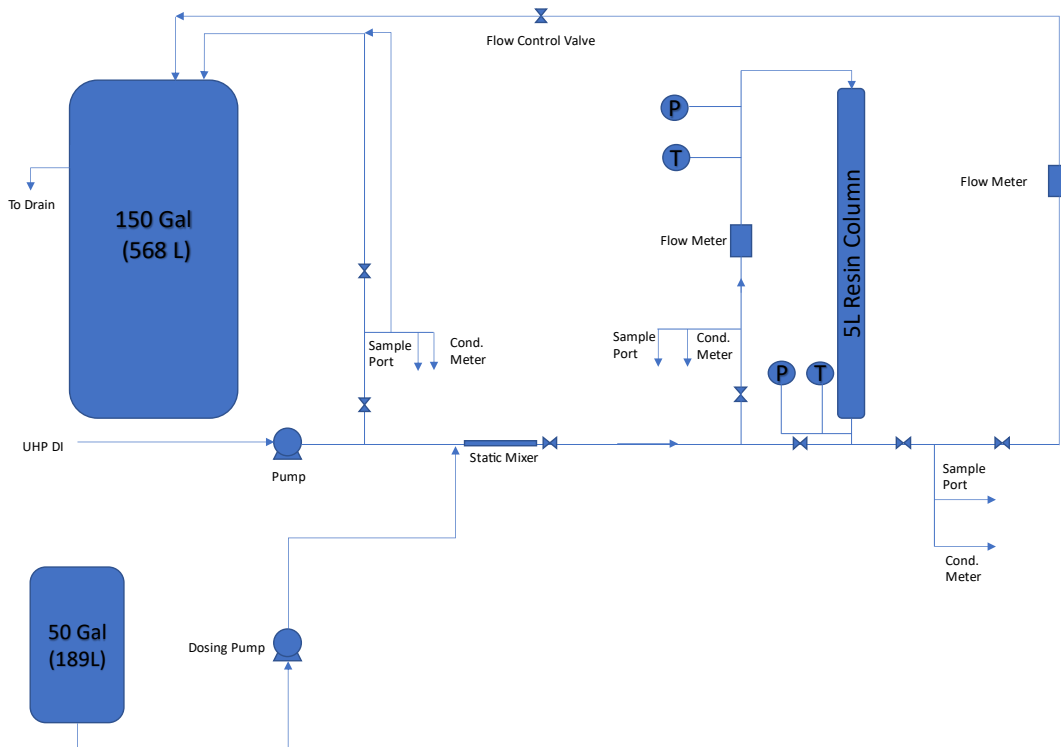 Flow Control Valve
P
T
To Drain
150 Gal
(568 L)
Flow Meter
Flow Meter
5L Resin Column
Sample
Port
Cond.
Meter
Sample
Port
Cond.
Meter
P
T
UHP DI
Pump
Static Mixer
Sample
Port
Cond.
Meter
50 Gal
(189L)
Dosing Pump